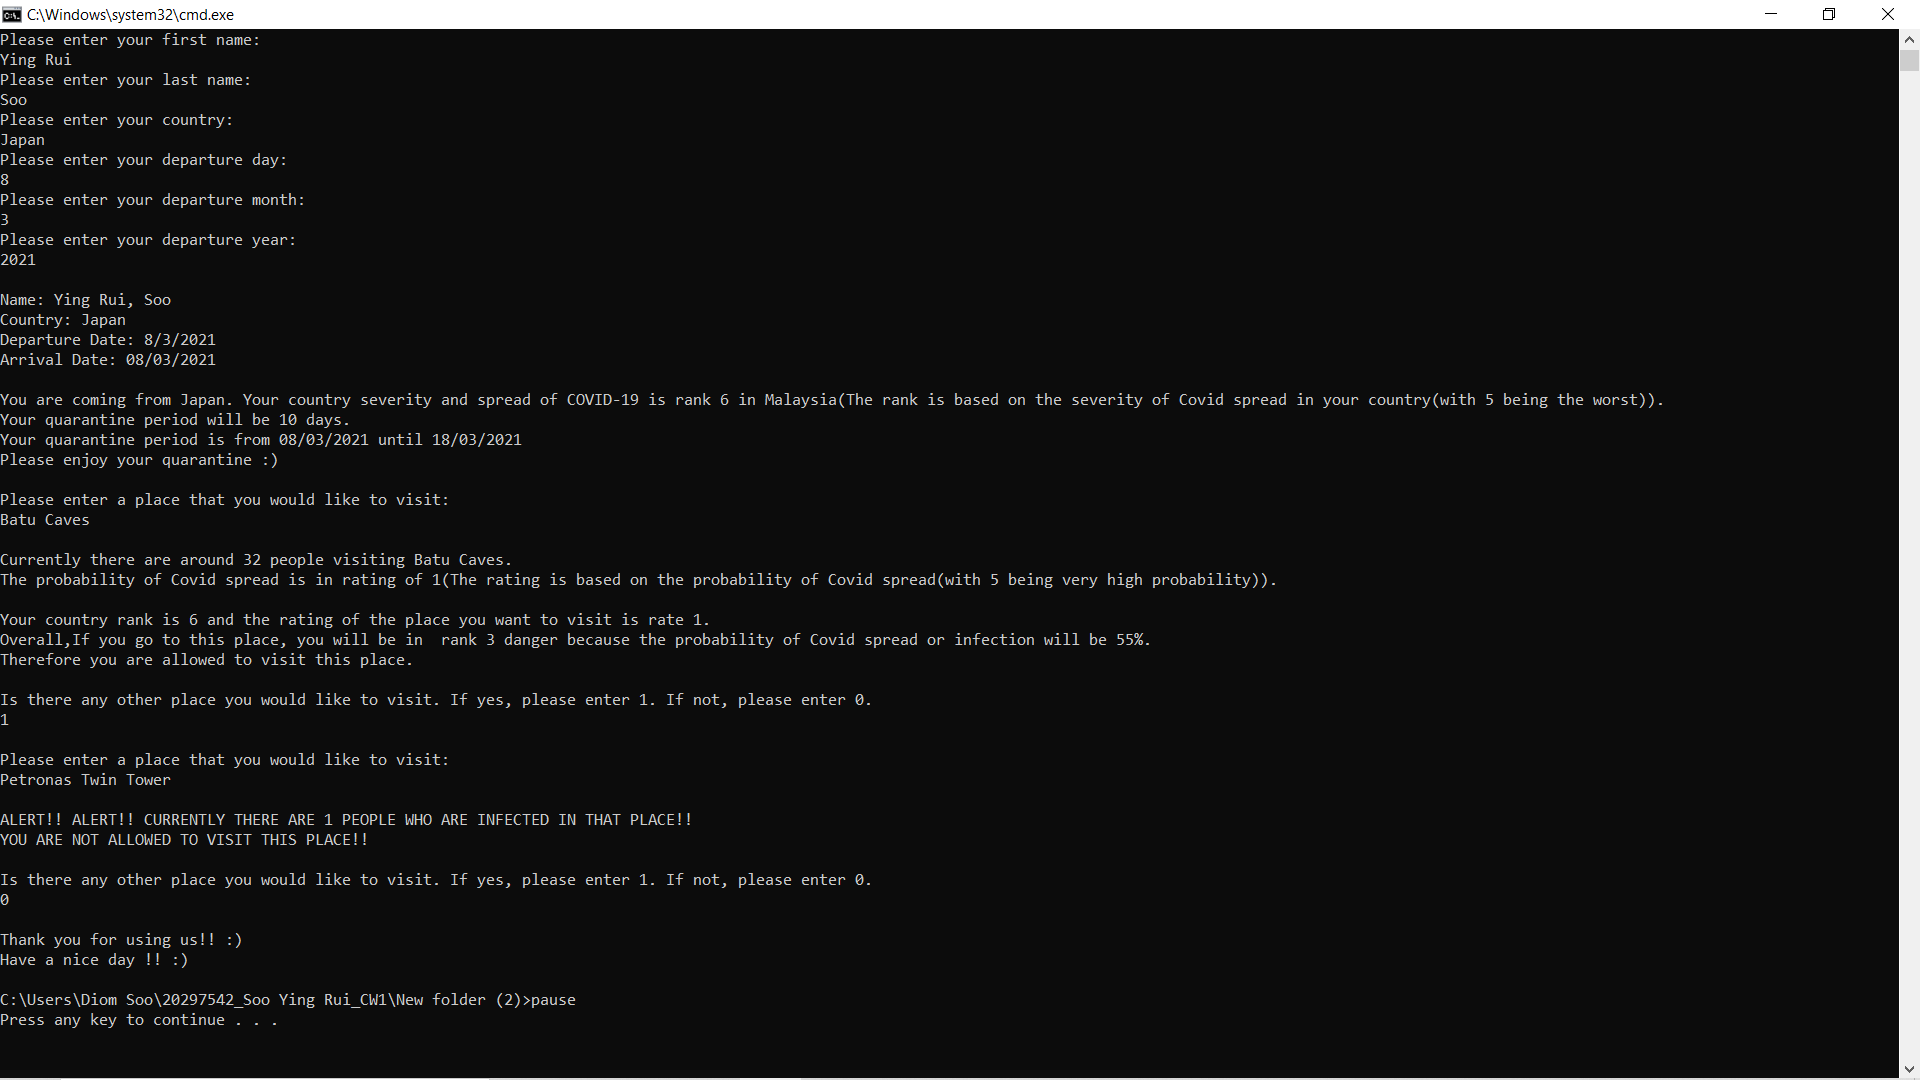 C:\Windows\system32\cmd.exe
Please enter your first name:
Ying Rui
Please enter your last name:
Soo
Please enter your country:
Japan
Please enter your departure day:
8
Please enter your departure month:
3
Please enter your departure year:
2021
Name: Ying Rui, Soo
Country: Japan
Departure Date: 8/3/2021
Arrival Date: 08/03/2021
You are coming from Japan. Your country severity and spread of COVID-19 is rank 6 in Malaysia(The rank is based on the severity of Covid spread in your country(with 5 being the worst)).
Your quarantine period will be 10 days.
Your quarantine period is from 08/03/2021 until 18/03/2021
Please enjoy your quarantine :)
Please enter a place that you would like to visit:
Batu Caves
Currently there are around 32 people visiting Batu Caves.
The probability of Covid spread is in rating of 1(The rating is based on the probability of Covid spread(with 5 being very high probability)).
Your country rank is 6 and the rating of the place you want to visit is rate 1.
Overall,If you go to this place, you will be in  rank 3 danger because the probability of Covid spread or infection will be 55%.
Therefore you are allowed to visit this place.
Is there any other place you would like to visit. If yes, please enter 1. If not, please enter 0.
1
Please enter a place that you would like to visit:
Petronas Twin Tower
ALERT!! ALERT!! CURRENTLY THERE ARE 1 PEOPLE WHO ARE INFECTED IN THAT PLACE!!
YOU ARE NOT ALLOWED TO VISIT THIS PLACE!!
Is there any other place you would like to visit. If yes, please enter 1. If not, please enter 0.
0
Thank you for using us!! :)
Have a nice day !! :)
C:\Users\Diom Soo\20297542_Soo Ying Rui_CW1\New folder (2)>pause
Press any key to continue . . .